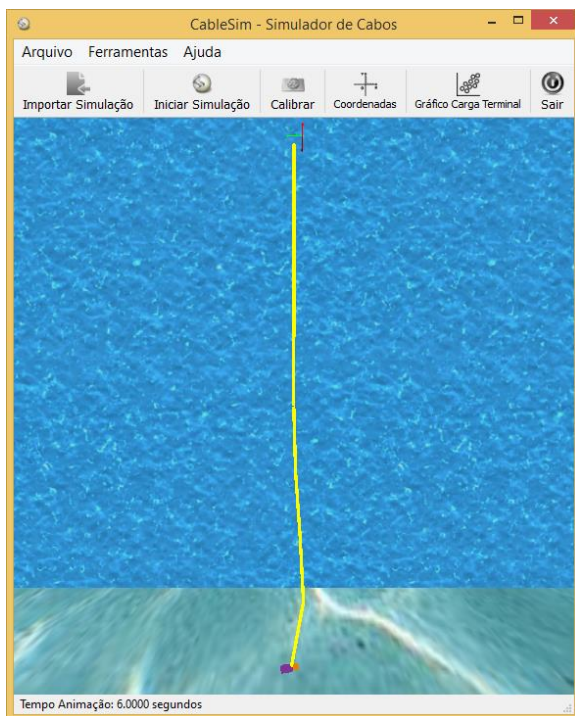 CableSim - Simulador de Cabos
Arquivo Ferramentas Ajuda
Importar Simulação Iniciar Simulação Calibrar Coordenadas Gráfico Carga Terminal Sair
Tempo Animação: 6.0000 segundos